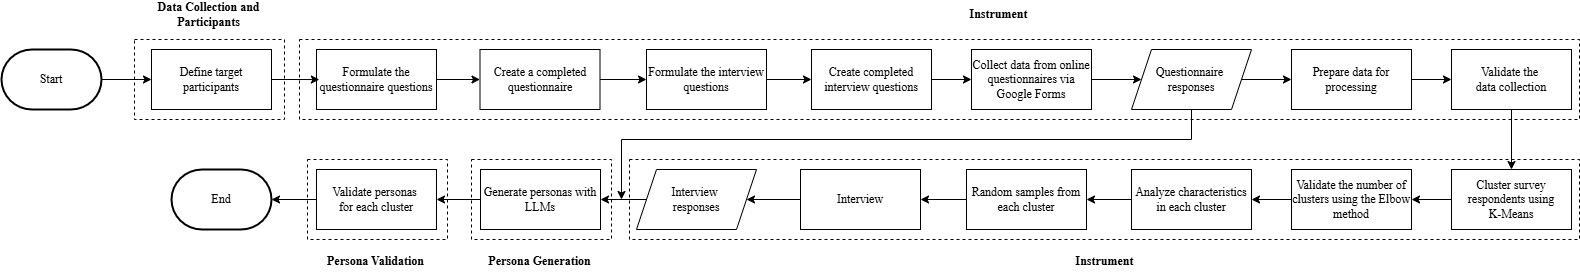 Data Collection and
Participants
Instrument
Start
Define target
participants
Formulate the
questionnaire questions
Create a completed
questionnaire
Formulate the interview
questions
Create completed
interview questions
Collect data from online
questionnaires via
Google Forms
Questionnaire
responses
Prepare data for
processing
Validate the
data collection
End
Validate personas
for each cluster
Generate personas with
LLMs
Interview
responses
Interview
Random samples from
each cluster
Analyze characteristics
in each cluster
Validate the number of
clusters using the Elbow
method
Cluster survey
respondents using
K-Means
Persona Validation
Persona Generation
Instrument